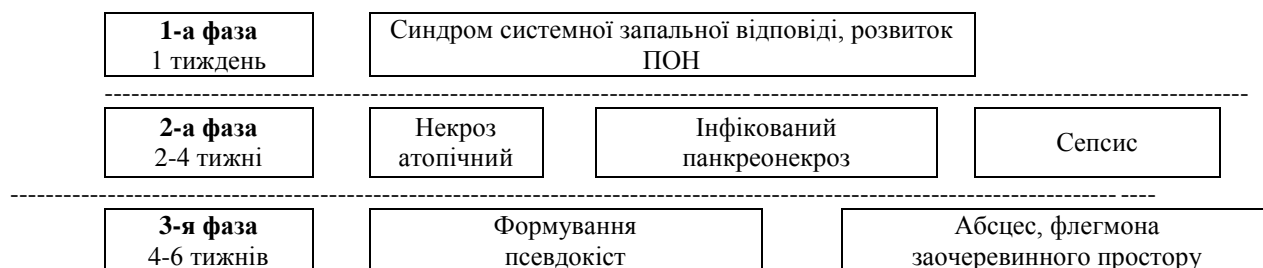 1-а фаза
1 тиждень
Синдром системної запальної відповіді, розвиток
ПОН
2-а фаза
2-4 тижні
Некроз
атопічний
Інфікований
панкреонекроз
Сепсис
3-я фаза
4-6 тижнів
Формування
псевдокіст
Абсцес, флегмона
заочеревинного простору